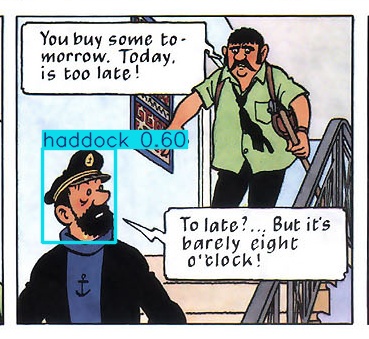 You buy some to-
morrow. Today,
is too late!
haddock 0.60
To late?... But it's
barely eight
o'clock!